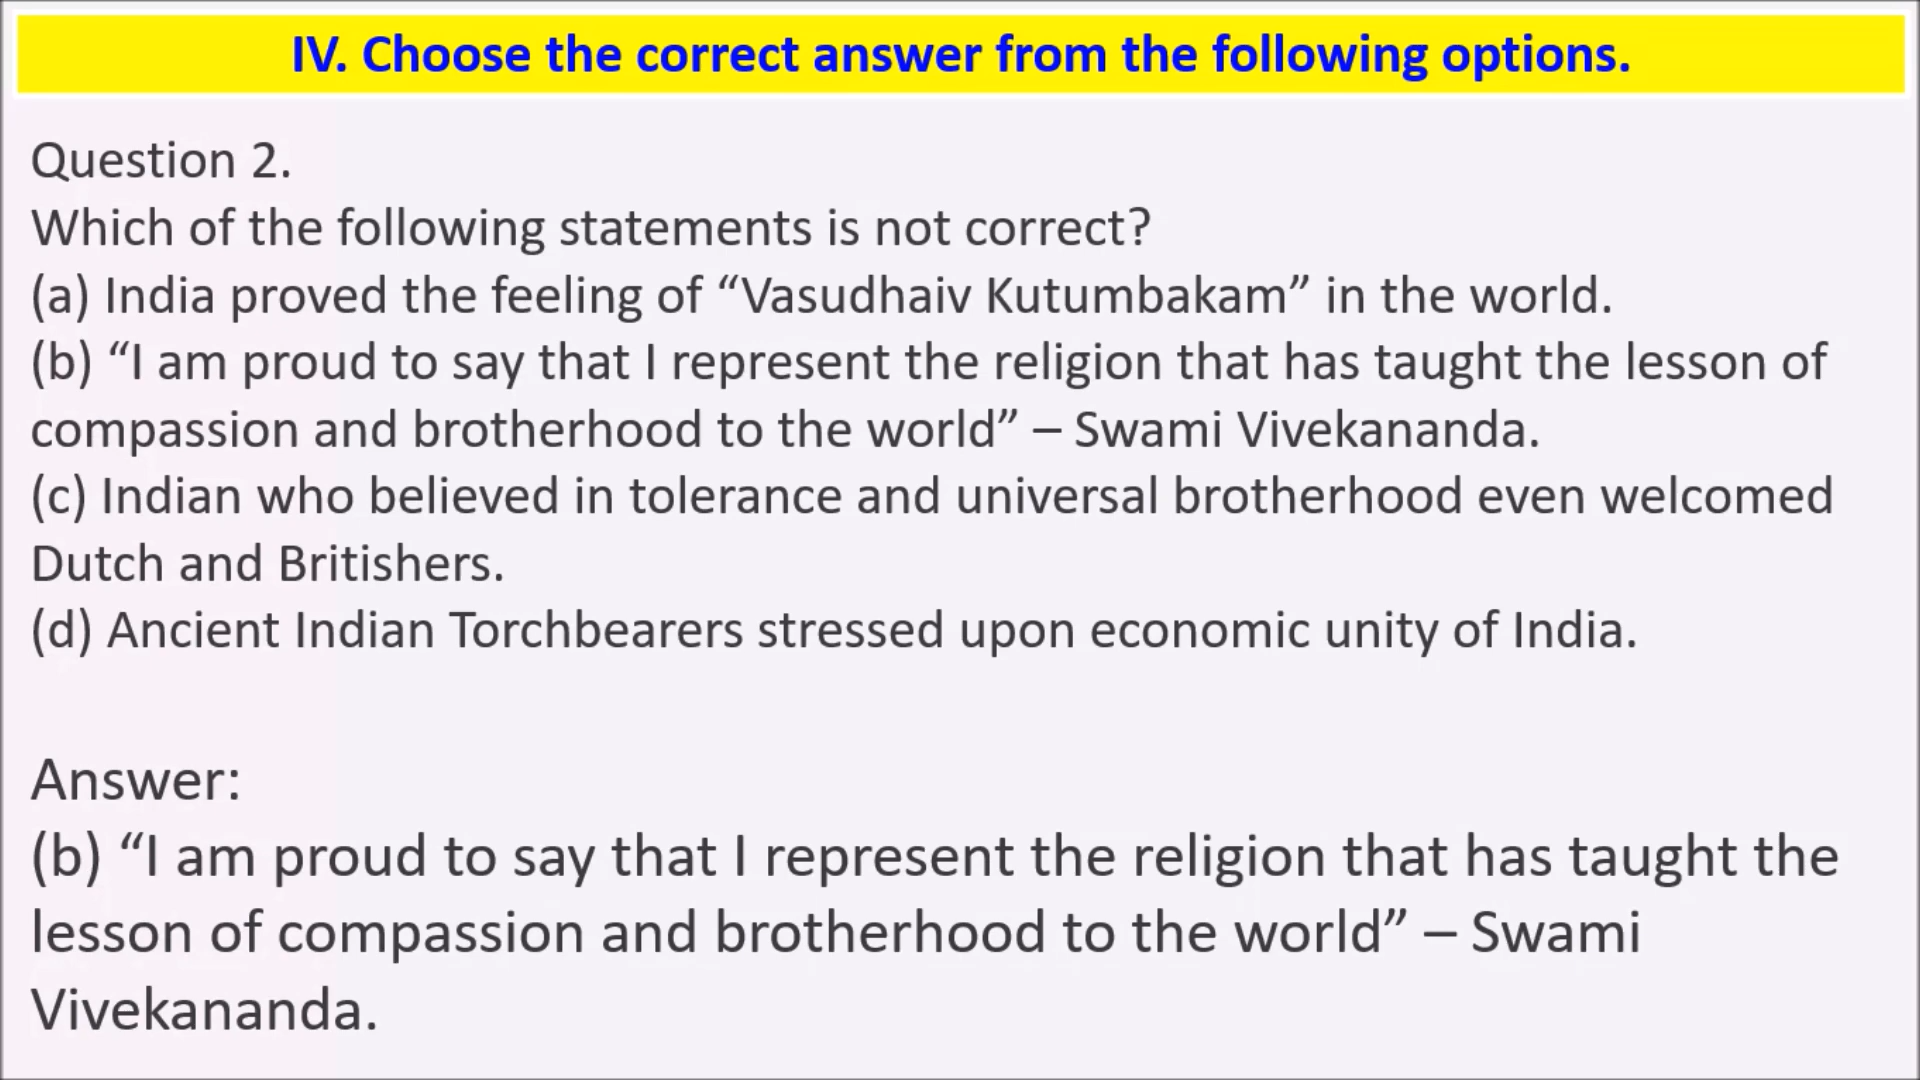 IV. Choose the correct answer from the following options.
Question 2.
Which of the following statements is not correct?
(a) India proved the feeling of “Vasudhaiv Kutumbakam” in the world.
(b) “I am proud to say that I represent the religion that has taught the lesson of
compassion and brotherhood to the world” – Swami Vivekananda.
(c) Indian who believed in tolerance and universal brotherhood even welcomed
Dutch and Britishers.
(d) Ancient Indian Torchbearers stressed upon economic unity of India.
Answer:
(b) “I am proud to say that I represent the religion that has taught the
lesson of compassion and brotherhood to the world” – Swami
Vivekananda.